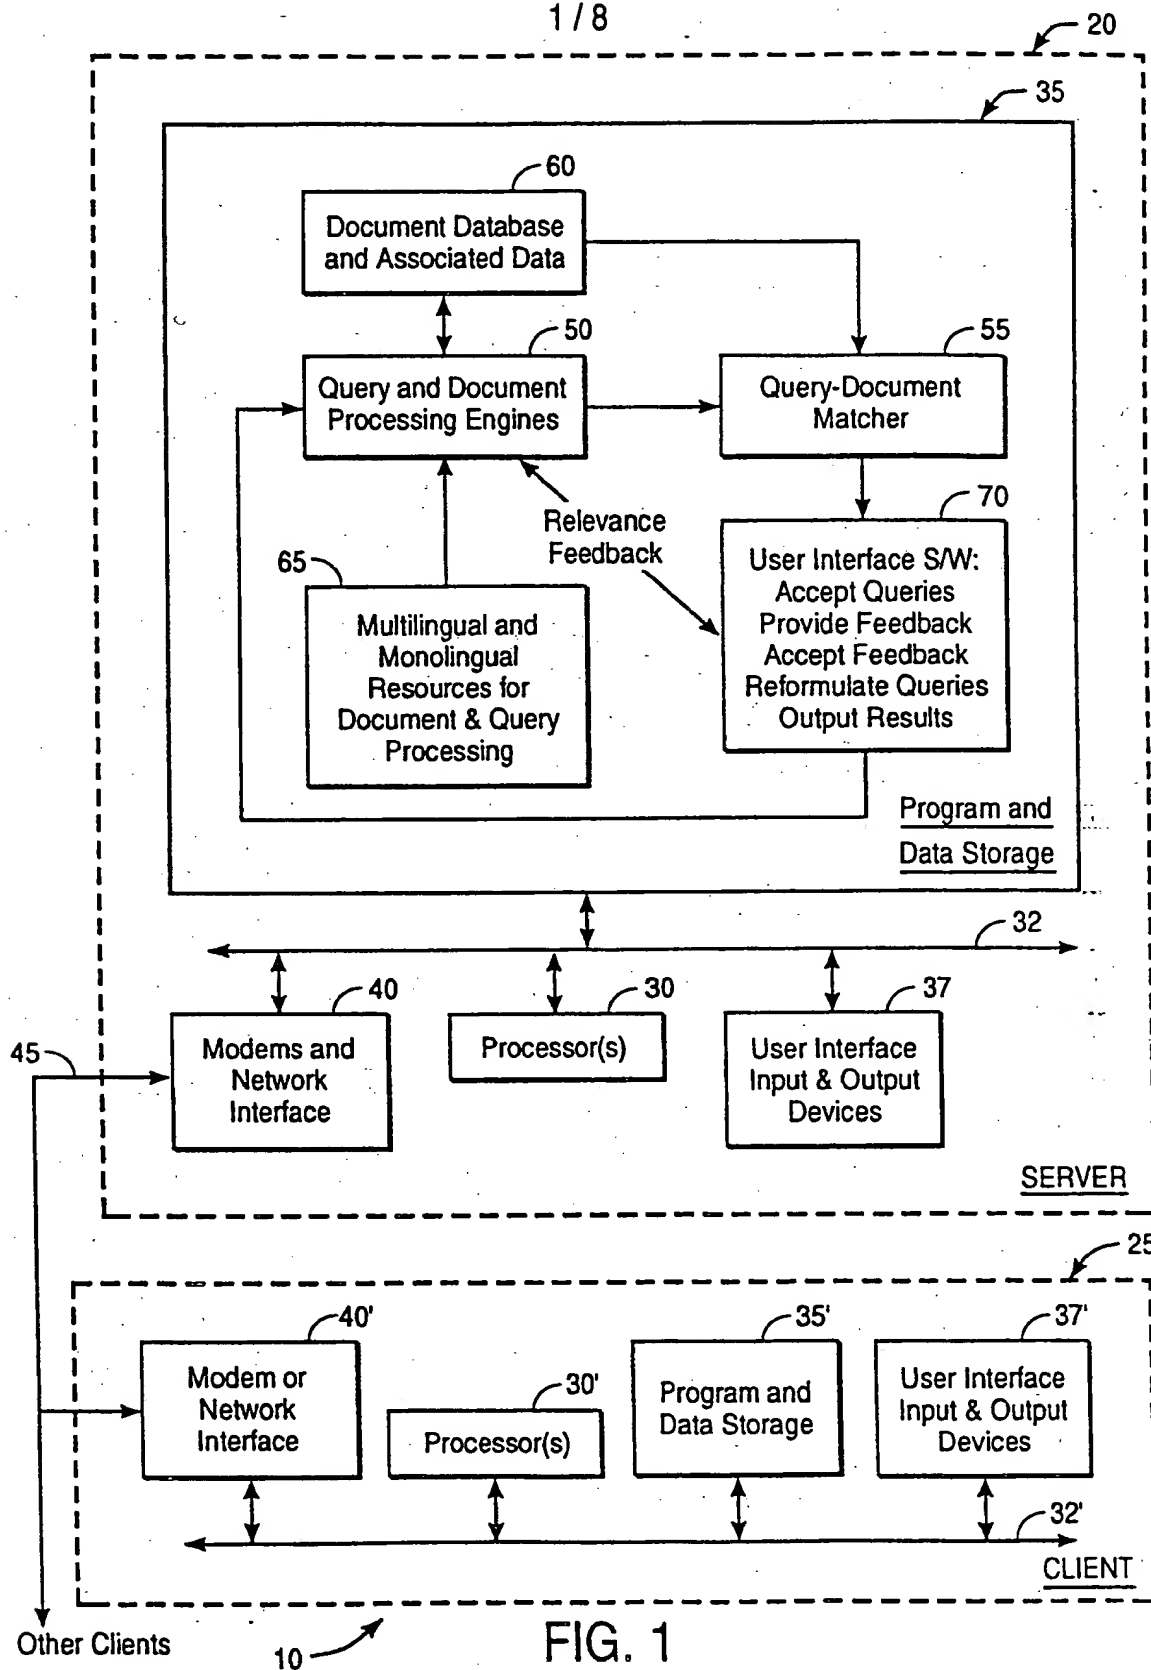 1 / 8
20
35
60
Document Database
and Associated Data
50
Query and Document
Processing Engines
55
Query-Document
Matcher
Relevance
Feedback
65
Multilingual and
Monolingual
Resources for
Document & Query
Processing
70
User Interface S/W:
Accept Queries
Provide Feedback
Accept Feedback
Reformulate Queries
Output Results
Program and
Data Storage
32
40
Modems and
Network
Interface
30
Processor(s)
37
User Interface
Input & Output
Devices
45
SERVER
25
40'
Modem or
Network
Interface
30'
Processor(s)
35'
Program and
Data Storage
37'
User Interface
Input & Output
Devices
32'
CLIENT
Other Clients
10
FIG. 1